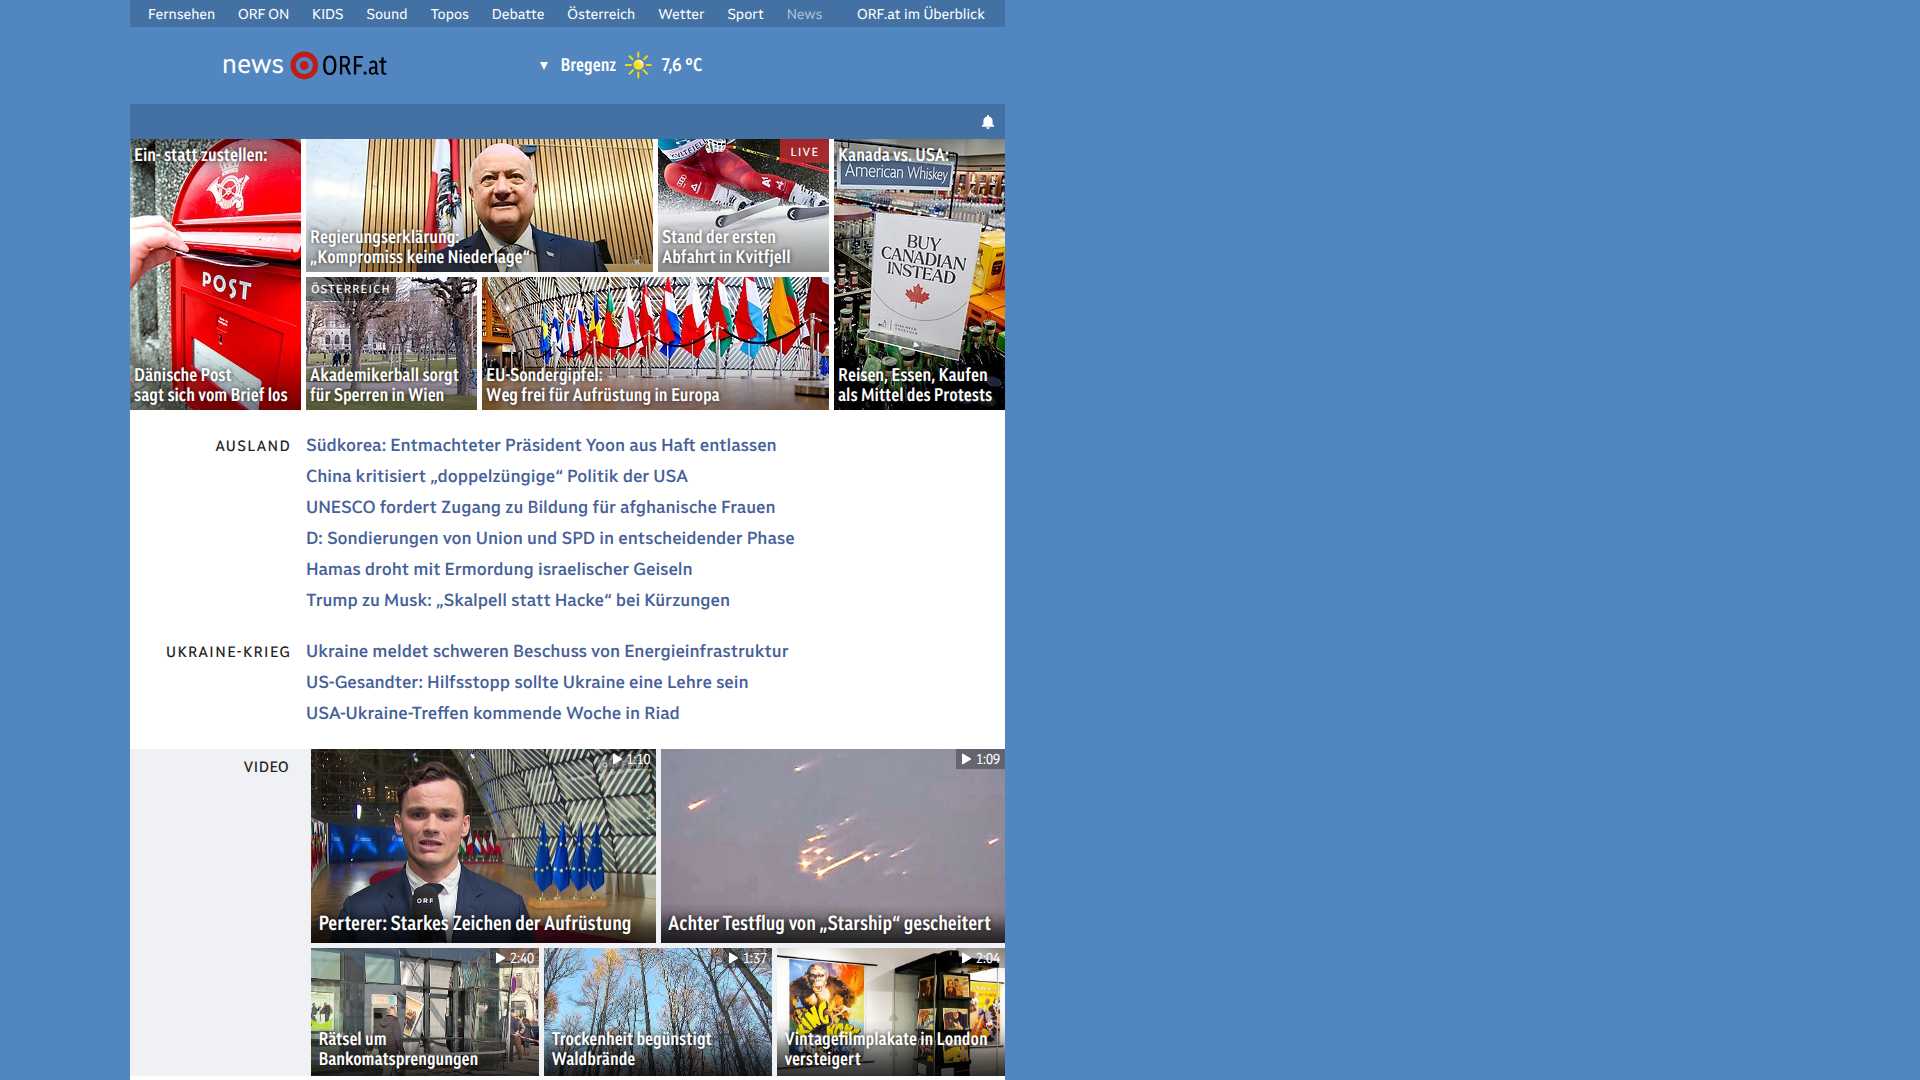 Fernsehen ORF ON KIDS Sound Topos Debatte Österreich Wetter Sport News ORF.at im Überblick
news ORF.at
▼ Bregenz 7,6 °C
Ein- statt zustellen:
POST
Dänische Post
sagt sich vom Brief los
Regierungserklärung:
„Kompromiss keine Niederlage“
LIVE
Stand der ersten
Abfahrt in Kvitfjell
Kanada vs. USA:
American Whiskey
BUY
CANADIAN
INSTEAD
Reisen, Essen, Kaufen
als Mittel des Protests
ÖSTERREICH
Akademikerball sorgt
für Sperren in Wien
EU-Sondergipfel:
Weg frei für Aufrüstung in Europa
AUSLAND
Südkorea: Entmachteter Präsident Yoon aus Haft entlassen
China kritisiert „doppelzüngige“ Politik der USA
UNESCO fordert Zugang zu Bildung für afghanische Frauen
D: Sondierungen von Union und SPD in entscheidender Phase
Hamas droht mit Ermordung israelischer Geiseln
Trump zu Musk: „Skalpell statt Hacke“ bei Kürzungen
UKRAINE-KRIEG
Ukraine meldet schweren Beschuss von Energieinfrastruktur
US-Gesandter: Hilfsstopp sollte Ukraine eine Lehre sein
USA-Ukraine-Treffen kommende Woche in Riad
VIDEO
1:10
ORF
Perterer: Starkes Zeichen der Aufrüstung
1:09
Achter Testflug von „Starship“ gescheitert
2:40
Rätsel um
Bankomatsprengungen
1:37
Trockenheit begünstigt
Waldbrände
2:04
KING
Vintagefilmplakate in London
versteigert